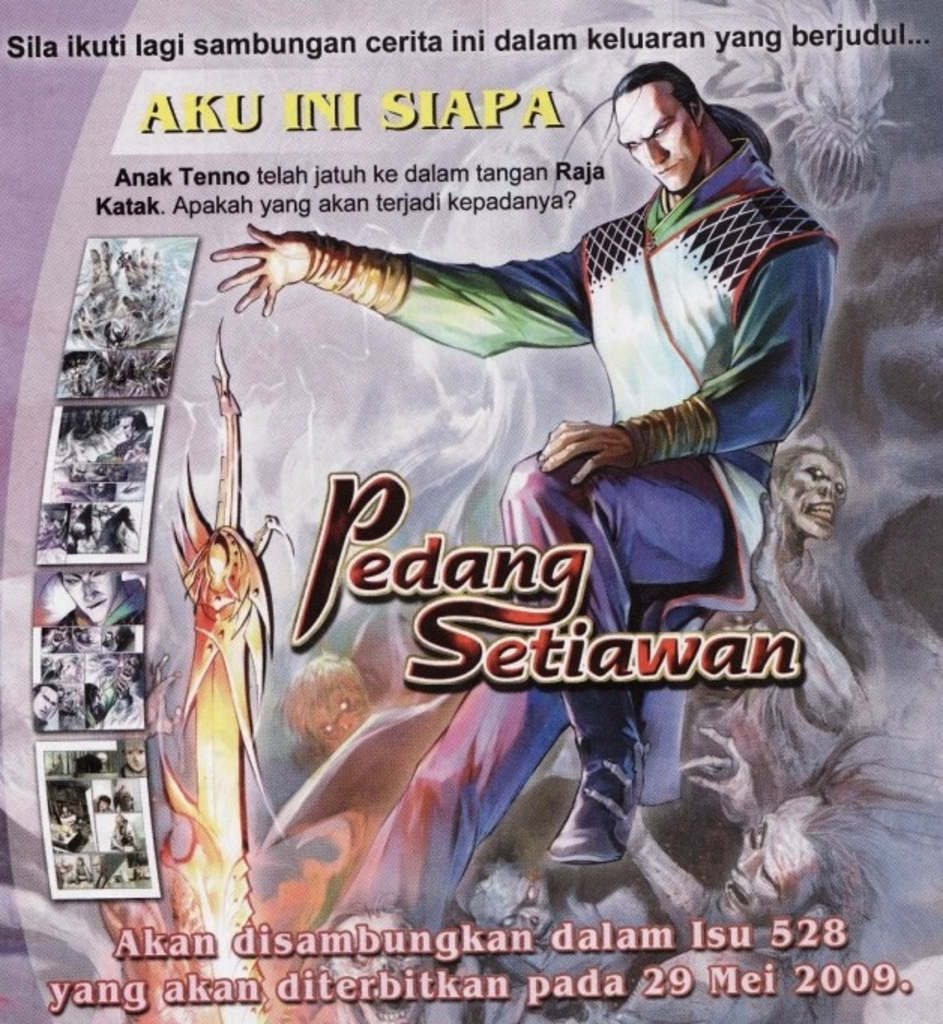 Sila ikuti lagi sambungan cerita ini dalam keluaran yang berjudul...
AKU INI SIAPA
Anak Tenno telah jatuh ke dalam tangan Raja
Katak. Apakah yang akan terjadi kepadanya?
Pedang
Setiawan
Akan disambungkan dalam Isu 528
yang akan diterbitkan pada 29 Mei 2009.